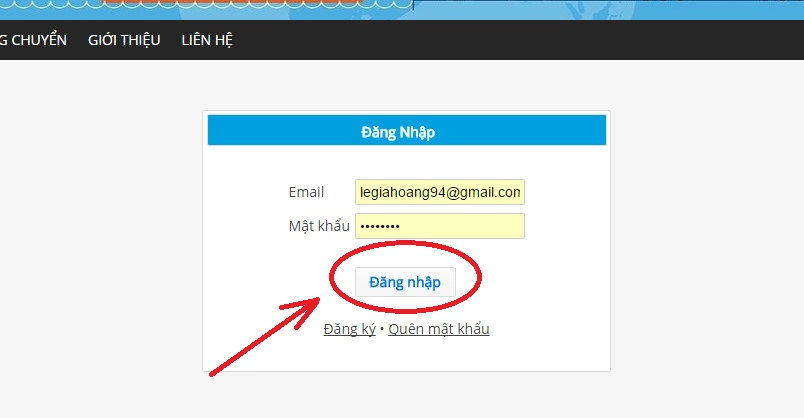 G CHUYỂN GIỚI THIỆU LIÊN HỆ
Đăng Nhập
Email legiahoang94@gmail.com
Mật khẩu ••••••••
Đăng nhập
Đăng ký • Quên mật khẩu